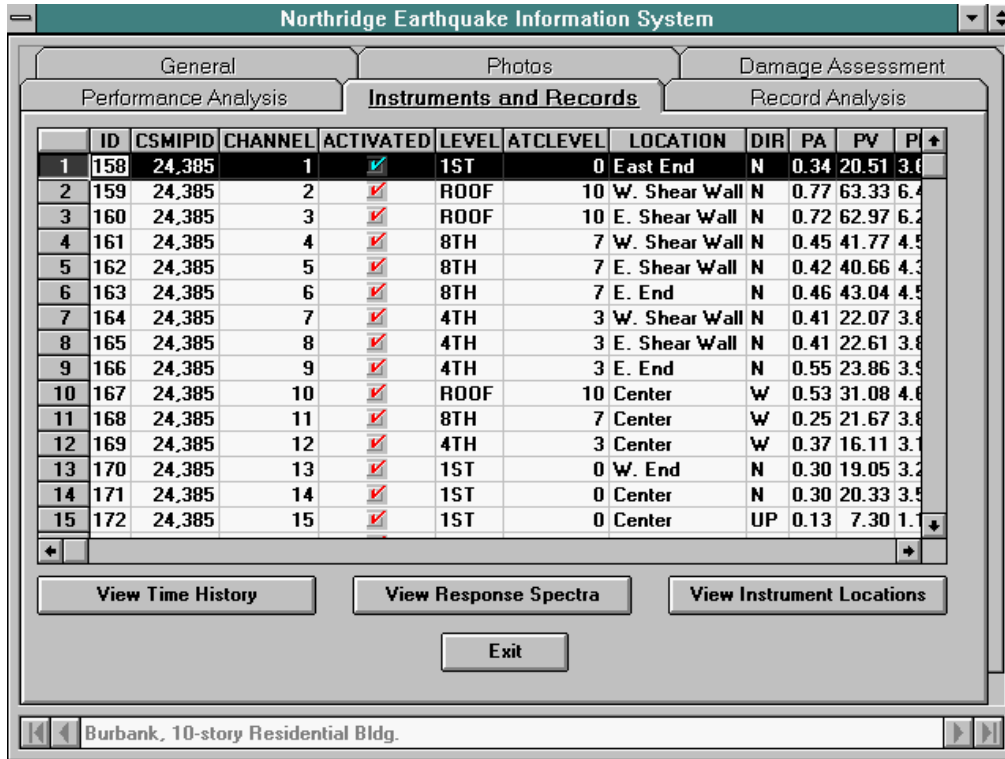 Northridge Earthquake Information System
General Photos Damage Assessment
Performance Analysis Instruments and Records Record Analysis
ID CSMIPID CHANNEL ACTIVATED LEVEL ATCLEVEL LOCATION DIR PA PV
1 158 24,385 1 1ST 0 East End N 0.34 20.51
2 159 24,385 2 ROOF 10 W. Shear Wall N 0.77 63.33
3 160 24,385 3 ROOF 10 E. Shear Wall N 0.72 62.97
4 161 24,385 4 8TH 7 W. Shear Wall N 0.45 41.77
5 162 24,385 5 8TH 7 E. Shear Wall N 0.42 40.66
6 163 24,385 6 8TH 7 E. End N 0.46 43.04
7 164 24,385 7 4TH 3 W. Shear Wall N 0.41 22.07
8 165 24,385 8 4TH 3 E. Shear Wall N 0.41 22.61
9 166 24,385 9 4TH 3 E. End N 0.55 23.86
10 167 24,385 10 ROOF 10 Center W 0.53 31.08
11 168 24,385 11 8TH 7 Center W 0.25 21.67
12 169 24,385 12 4TH 3 Center W 0.37 16.11
13 170 24,385 13 1ST 0 W. End N 0.30 19.05
14 171 24,385 14 1ST 0 Center N 0.30 20.33
15 172 24,385 15 1ST 0 Center UP 0.13 7.30
View Time History View Response Spectra View Instrument Locations
Exit
Burbank, 10-story Residential Bldg.